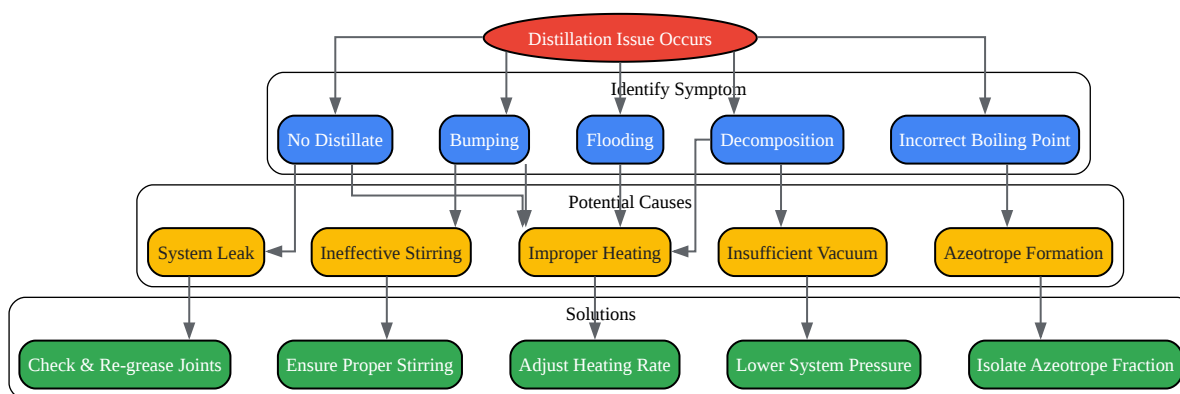 Distillation Issue Occurs
Identify Symptom
No Distillate
Bumping
Flooding
Decomposition
Incorrect Boiling Point
Potential Causes
System Leak
Ineffective Stirring
Improper Heating
Insufficient Vacuum
Azeotrope Formation
Solutions
Check & Re-grease Joints
Ensure Proper Stirring
Adjust Heating Rate
Lower System Pressure
Isolate Azeotrope Fraction